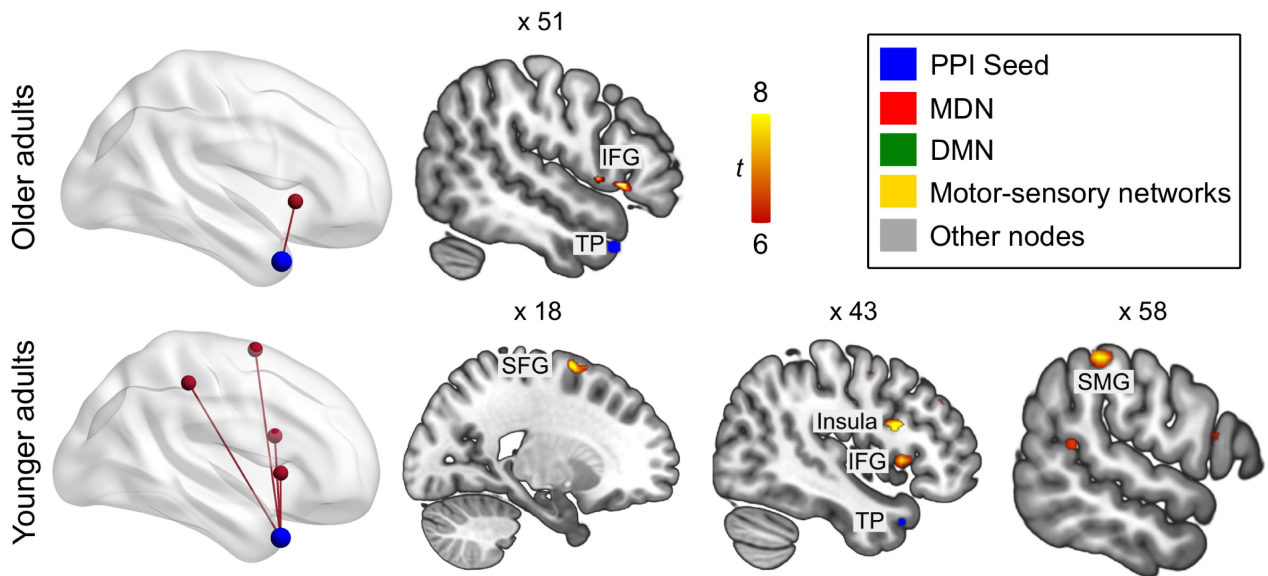 Older adults
x 51
IFG
TP
8
t
6
PPI Seed
MDN
DMN
Motor-sensory networks
Other nodes
Younger adults
x 18
SFG
x 43
Insula
IFG
TP
x 58
SMG